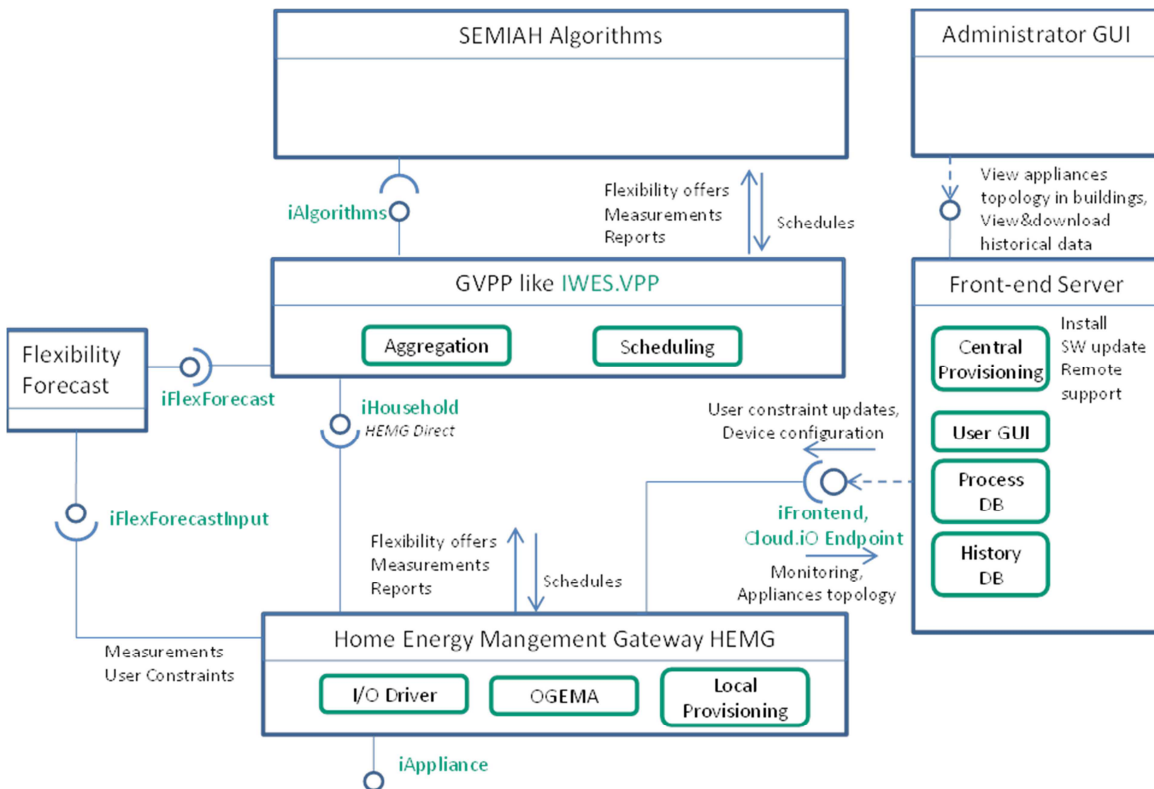 SEMIAH Algorithms
Administrator GUI
iAlgorithms
Flexibility offers
Measurements
Reports
Schedules
View appliances
topology in buildings,
View&download
historical data
GVPP like IWES.VPP
Aggregation
Scheduling
Front-end Server
Central
Provisioning
Install
SW update
Remote
support
User GUI
Process
DB
History
DB
Flexibility
Forecast
iFlexForecast
iHousehold
HEMG Direct
User constraint updates,
Device configuration
iFlexForecastInput
iFrontend,
Cloud.iO Endpoint
Monitoring,
Appliances topology
Flexibility offers
Measurements
Reports
Schedules
Measurements
User Constraints
Home Energy Mangement Gateway HEMG
I/O Driver
OGEMA
Local
Provisioning
iAppliance